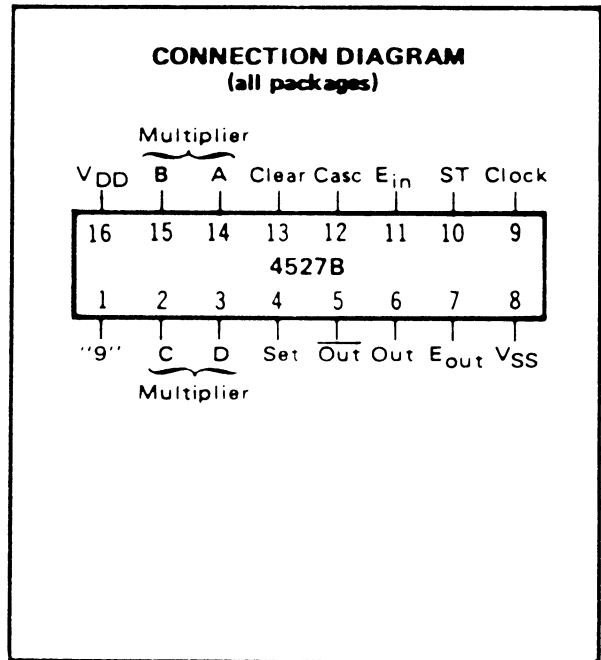 CONNECTION DIAGRAM
(all packages)
Multiplier
VDD B A Clear Casc Ein ST Clock
16 15 14 13 12 11 10 9
4527B
1 2 3 4 5 6 7 8
"9" C D Set Out Out Eout VSS
Multiplier